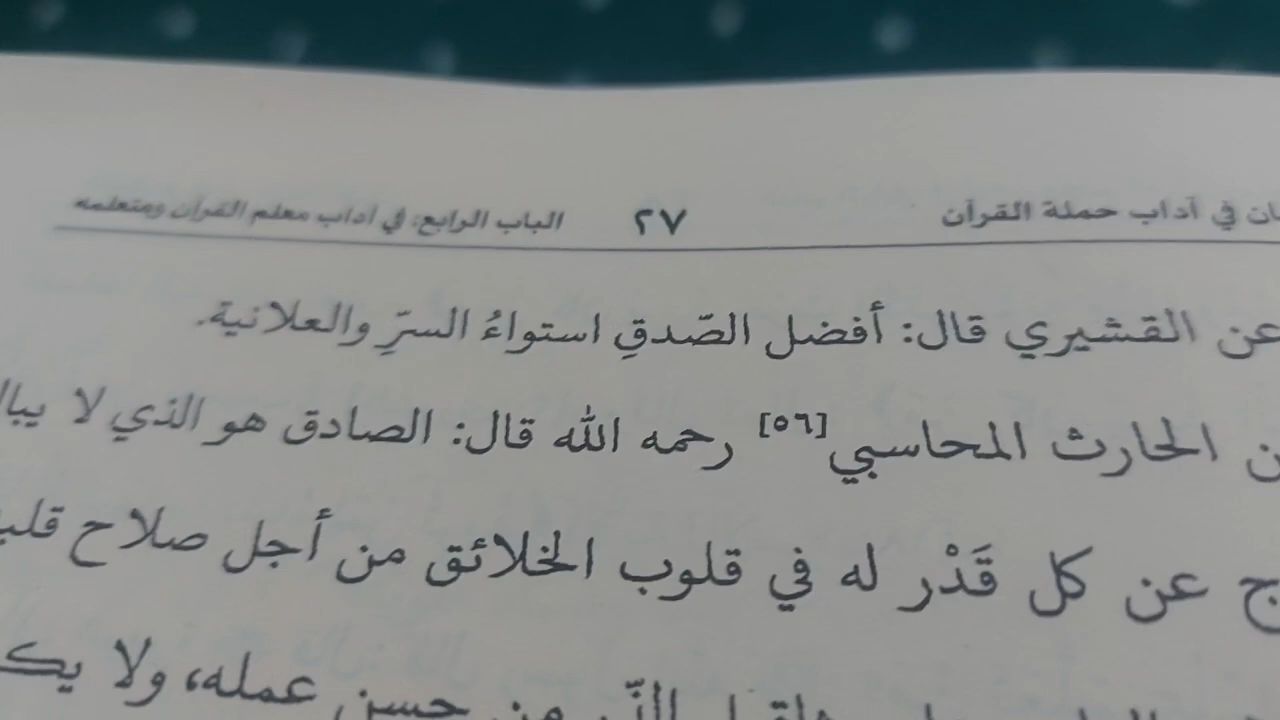 في آداب حملة القرآن ٢٧ الباب الرابع: في آداب معلم القرآن ومتعلمه
عن القشيري قال: أفضل الصّدقِ استواءُ السرِّ والعلانية.
الحارث المحاسبي[٥٦] رحمه الله قال: الصادق هو الذي لا
عن كل قَدْر له في قلوب الخلائق من أجل صلاح
من حسن عمله، ولا